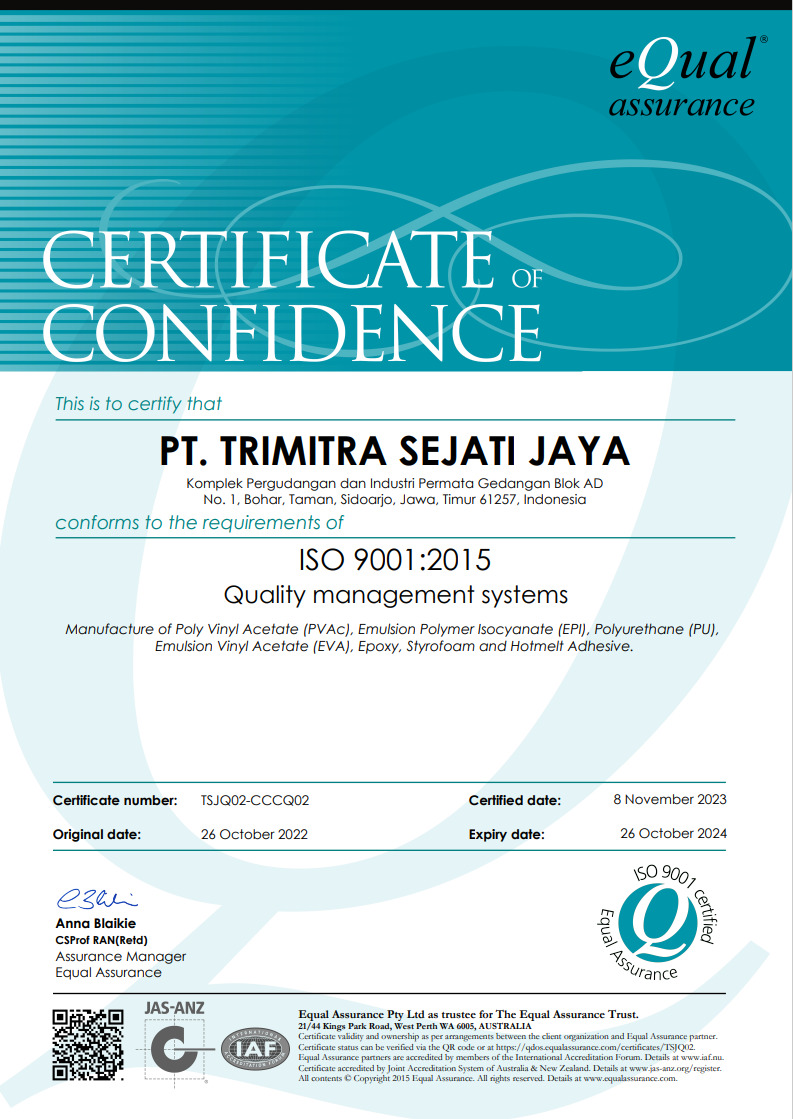 eQual®
assurance
CERTIFICATE OF
CONFIDENCE
This is to certify that
PT. TRIMITRA SEJATI JAYA
Komplek Pergudangan dan Industri Permata Gedangan Blok AD
No. 1, Bohar, Taman, Sidoarjo, Jawa, Timur 61257, Indonesia
conforms to the requirements of
ISO 9001:2015
Quality management systems
Manufacture of Poly Vinyl Acetate (PVAc), Emulsion Polymer Isocyanate (EPI), Polyurethane (PU),
Emulsion Vinyl Acetate (EVA), Epoxy, Styrofoam and Hotmelt Adhesive.
Certificate number: TSJQ02-CCCQ02 Certified date: 8 November 2023
Original date: 26 October 2022 Expiry date: 26 October 2024
Anna Blaikie
CSProf RAN(Retd)
Assurance Manager
Equal Assurance
ISO 9001 certified
Q
Equal Assurance
JAS-ANZ
INTERNATIONAL
IAF
ACCREDITATION FORUM
Equal Assurance Pty Ltd as trustee for The Equal Assurance Trust.
21/44 Kings Park Road, West Perth WA 6005, AUSTRALIA
Certificate validity and ownership as per arrangements between the client organization and Equal Assurance partner.
Certificate status can be verified via the QR code or at https://qdos.equalassurance.com/certificates/TSJQ02.
Equal Assurance partners are accredited by members of the International Accreditation Forum. Details at www.iaf.nu.
Certificate accredited by Joint Accreditation System of Australia & New Zealand. Details at www.jas-anz.org/register.
All contents © Copyright 2015 Equal Assurance. All rights reserved. Details at www.equalassurance.com.